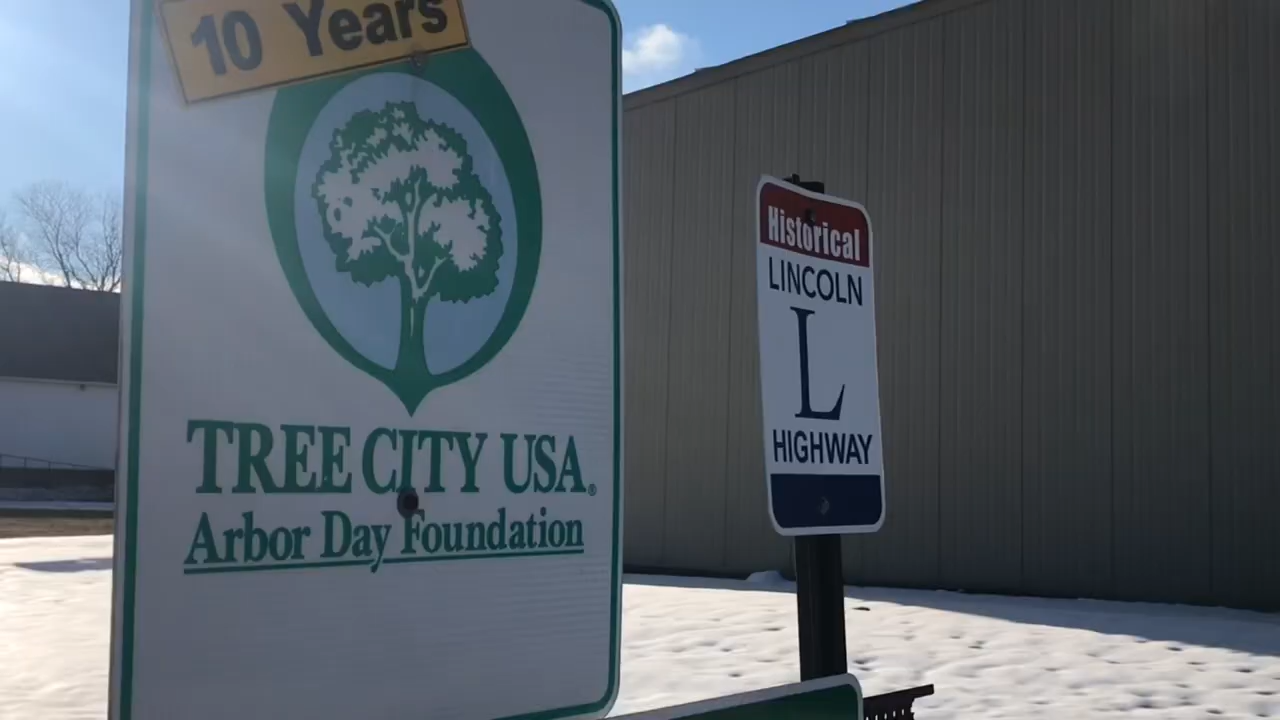 10 Years
TREE CITY USA®
Arbor Day Foundation
Historical
LINCOLN
L
HIGHWAY